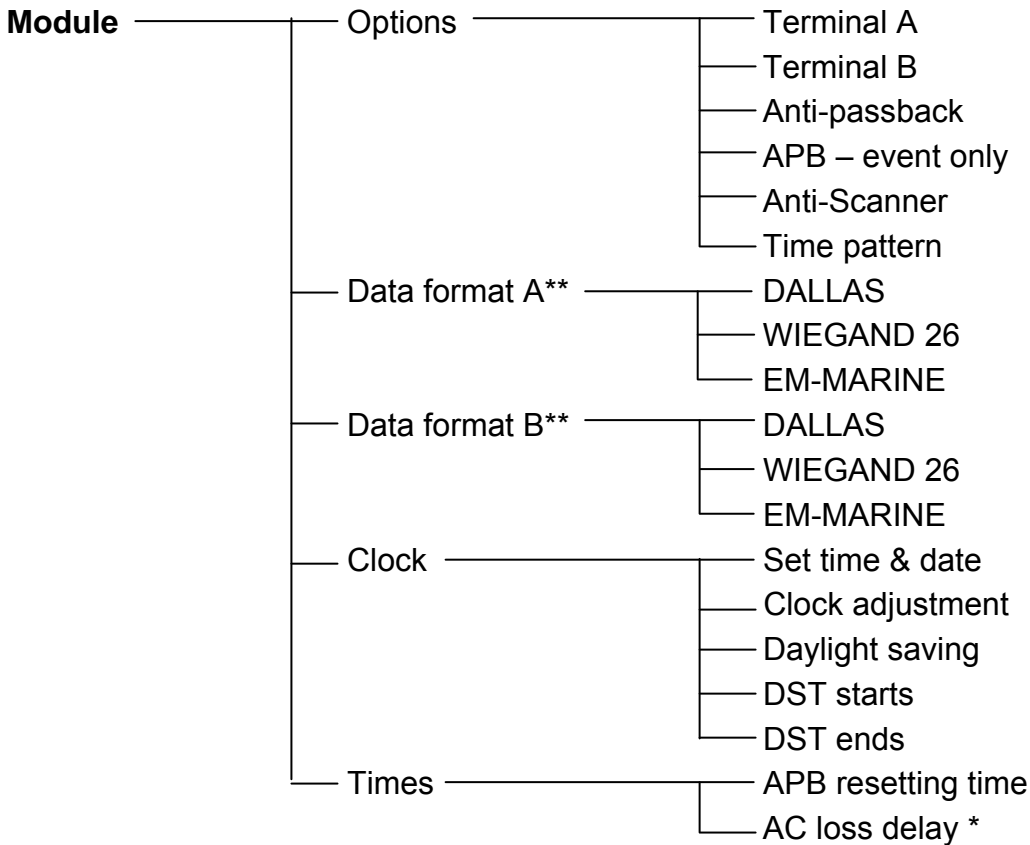 Module Options Terminal A
Terminal B
Anti-passback
APB – event only
Anti-Scanner
Time pattern
Data format A** DALLAS
WIEGAND 26
EM-MARINE
Data format B** DALLAS
WIEGAND 26
EM-MARINE
Clock Set time & date
Clock adjustment
Daylight saving
DST starts
DST ends
Times APB resetting time
AC loss delay *